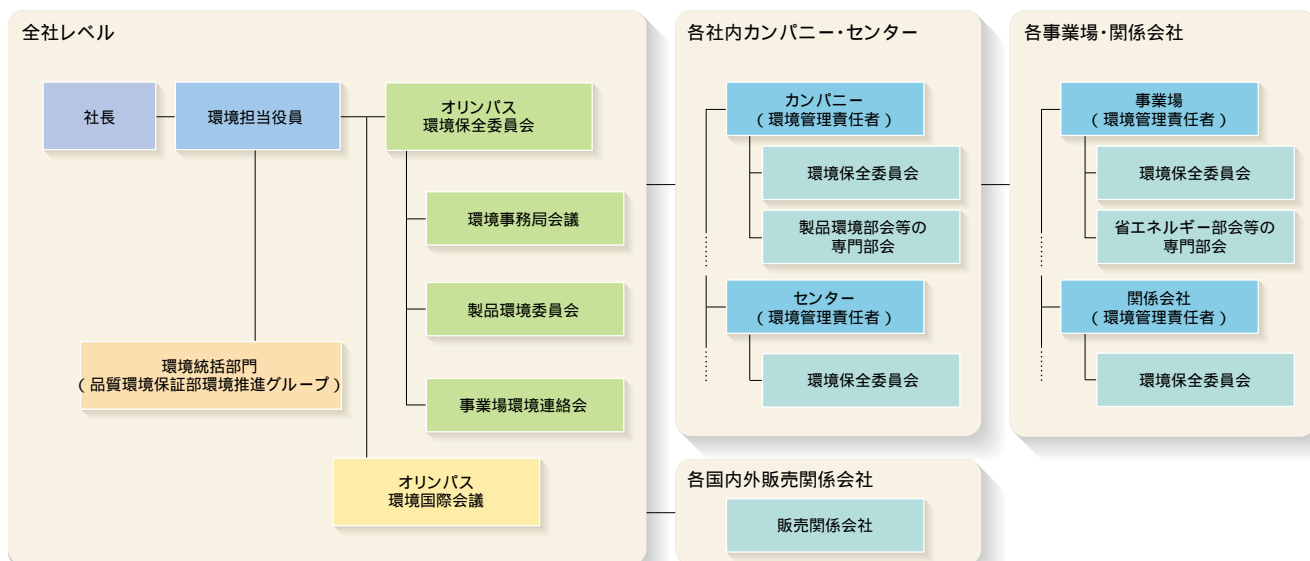 全社レベル
社長
環境担当役員
オリンパス
環境保全委員会
環境事務局会議
製品環境委員会
事業場環境連絡会
環境統括部門
(品質環境保証部環境推進グループ)
オリンパス
環境国際会議
各社内カンパニー・センター
カンパニー
(環境管理責任者)
環境保全委員会
製品環境部会等の
専門部会
センター
(環境管理責任者)
環境保全委員会
各事業場・関係会社
事業場
(環境管理責任者)
環境保全委員会
省エネルギー部会等の
専門部会
関係会社
(環境管理責任者)
環境保全委員会
各国内外販売関係会社
販売関係会社